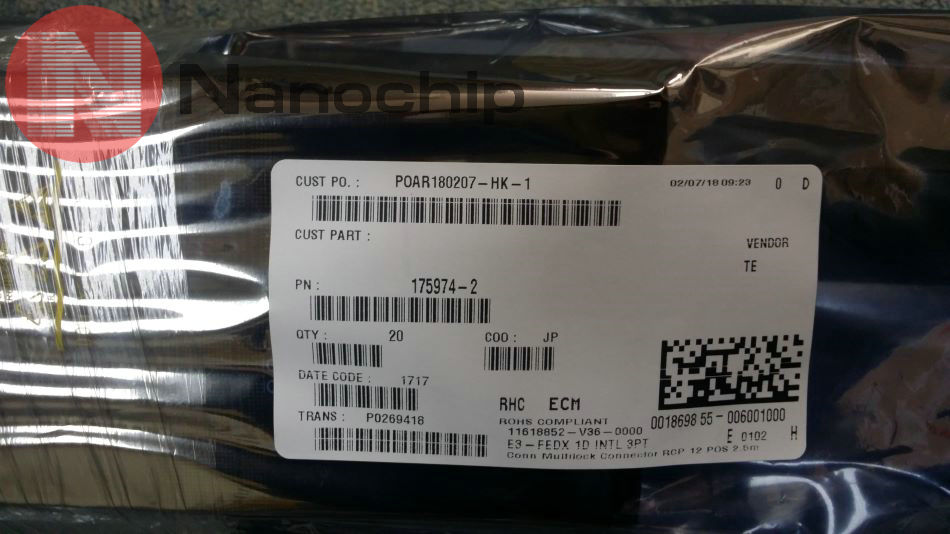 N Nanochip
CUST PO. : POAR180207-HK-1 02/07/18 09:23 0 D
CUST PART :
VENDOR
TE
PN : 175974-2
QTY : 20 COO : JP
DATE CODE : 1717
RHC ECM
TRANS : P0269418
ROHS COMPLIANT
11618852-V36-0000
0018698 55-006001000
E3-FEDX 1D INTL 3PT
E 0102 H
Conn Multilock Connector RCP 12 POS 2.5m